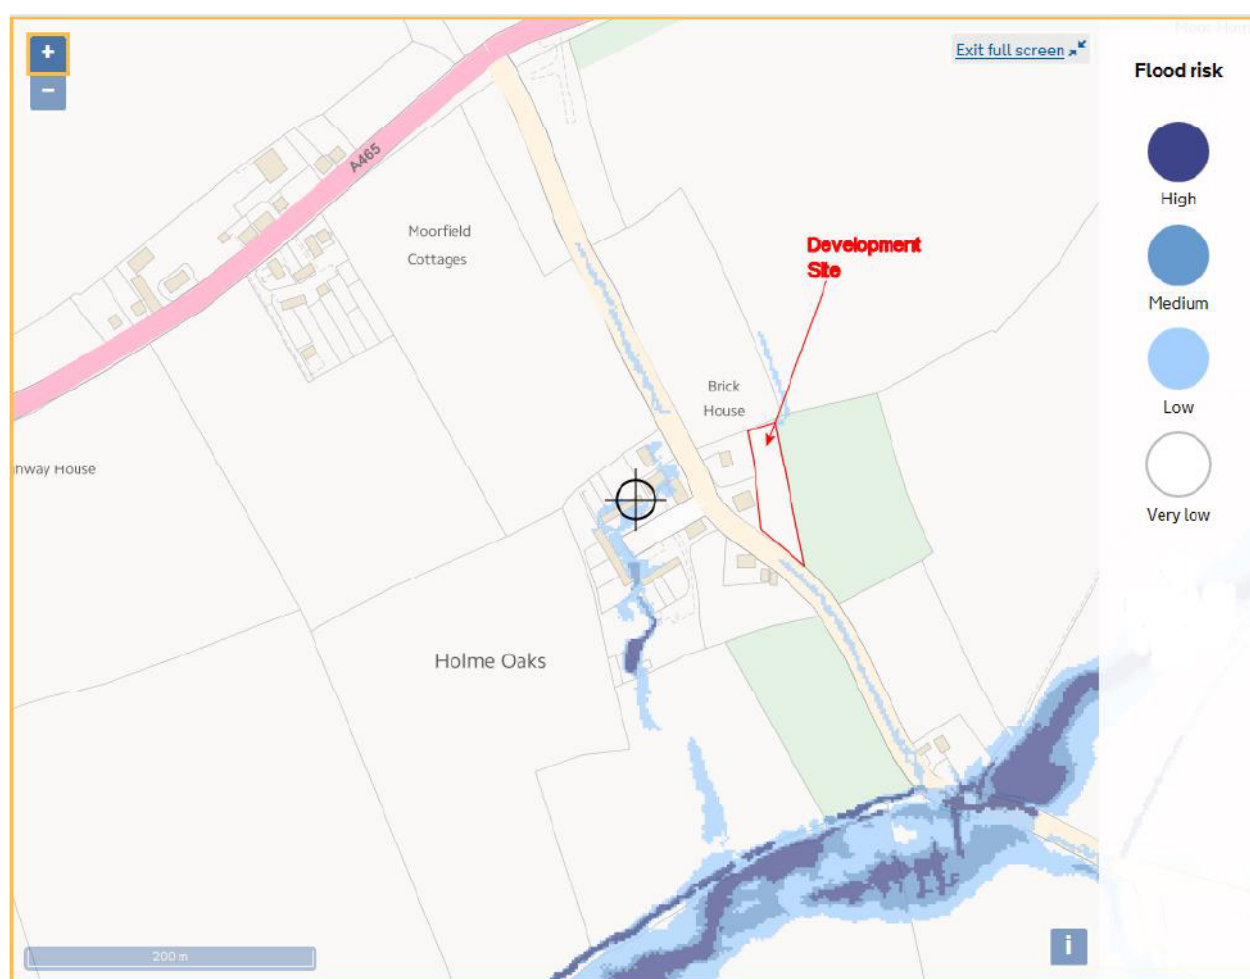 +
−
Exit full screen
Flood risk
High
Medium
Low
Very low
A465
Moorfield
Cottages
Development
Site
Brick
House
nway House
Holme Oaks
200 m
i